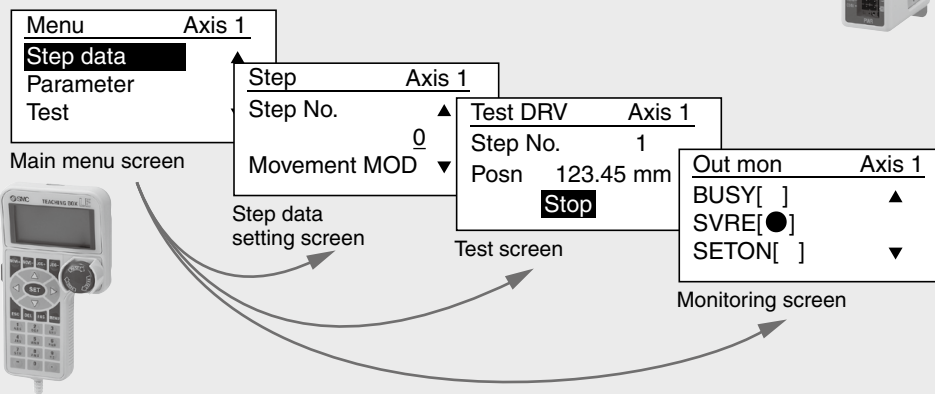 Menu Axis 1
Step data
Parameter
Test
Main menu screen
Step Axis 1
Step No.
0
Movement MOD
Step data
setting screen
Test DRV Axis 1
Step No. 1
Posn 123.45 mm
Stop
Test screen
Out mon Axis 1
BUSY[ ]
SVRE[●]
SETON[ ]
Monitoring screen
SMC TEACHING BOX
SET